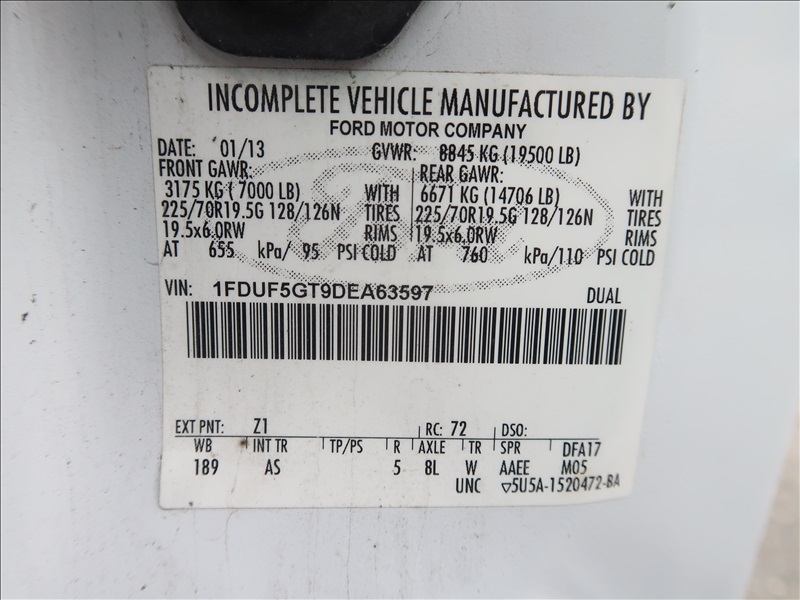 INCOMPLETE VEHICLE MANUFACTURED BY
FORD MOTOR COMPANY
DATE: 01/13 GVWR: 8845 KG (19500 LB)
FRONT GAWR: REAR GAWR:
3175 KG (7000 LB) WITH 6671 KG (14706 LB) WITH
225/70R19.5G 128/126N TIRES 225/70R19.5G 128/126N TIRES
19.5x6.0RW RIMS 19.5x6.0RW RIMS
AT 655 kPa/ 95 PSI COLD AT 760 kPa/110 PSI COLD
VIN: 1FDUF5GT9DEA63597 DUAL
EXT PNT: Z1 RC: 72 DSO:
WB INT TR TP/PS R AXLE TR SPR DFA17
189 AS 5 8L W AAEE M05
UNC ▽5U5A-1520472-BA